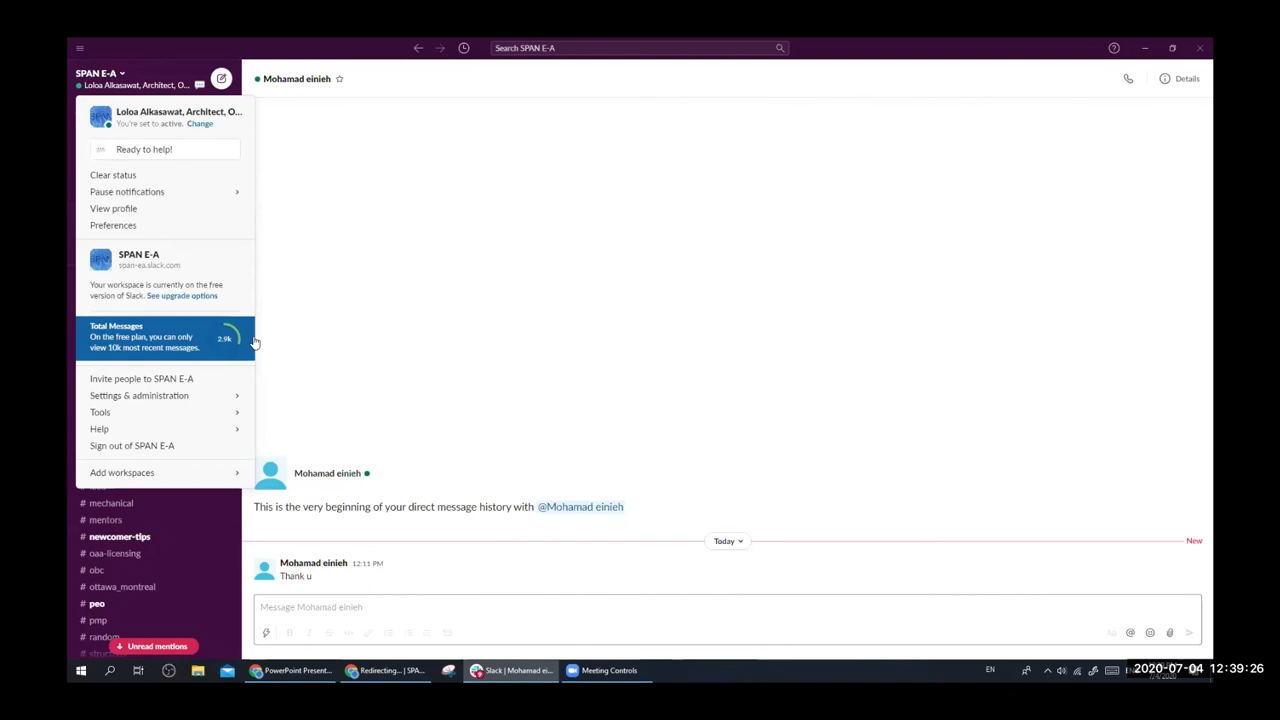 Search SPAN E-A
SPAN E-A
Loloa Alkasawat, Architect, O...
Mohamad einieh
Details
Loloa Alkasawat, Architect, O...
You're set to active. Change
Ready to help!
Clear status
Pause notifications
View profile
Preferences
SPAN E-A
span-ea.slack.com
Your workspace is currently on the free
version of Slack. See upgrade options
Total Messages
On the free plan, you can only
view 10k most recent messages.
2.9k
Invite people to SPAN E-A
Settings & administration
Tools
Help
Sign out of SPAN E-A
Add workspaces
# mechanical
# mentors
# newcomer-tips
# oaa-licensing
# obc
# ottawa_montreal
# peo
# pmp
# random
Unread mentions
Mohamad einieh
This is the very beginning of your direct message history with @Mohamad einieh
Today
New
Mohamad einieh 12:11 PM
Thank u
Message Mohamad einieh
PowerPoint Present...
Redirecting... | SPA...
Slack | Mohamad ei...
Meeting Controls
EN
2020-07-04 12:39:26